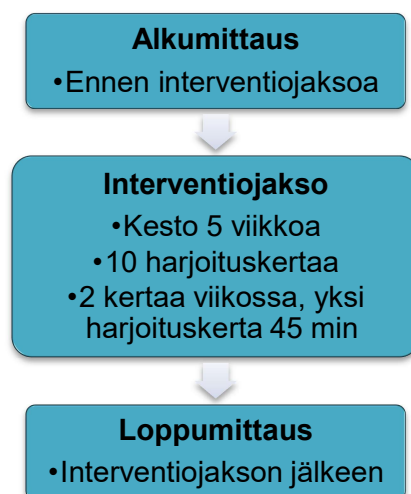 Alkumittaus
•Ennen interventiojaksoa
Interventiojakso
•Kesto 5 viikkoa
•10 harjoituskertaa
•2 kertaa viikossa, yksi
harjoituskerta 45 min
Loppumittaus
•Interventiojakson jälkeen